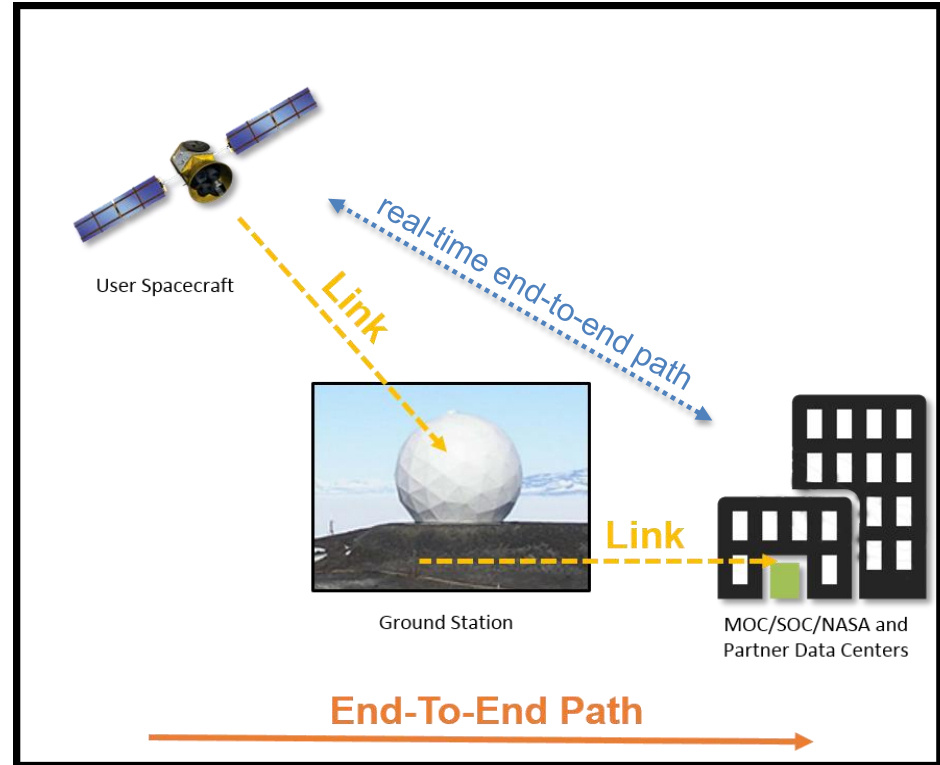 real-time end-to-end path
User Spacecraft
Link
Link
Ground Station
MOC/SOC/NASA and
Partner Data Centers
End-To-End Path